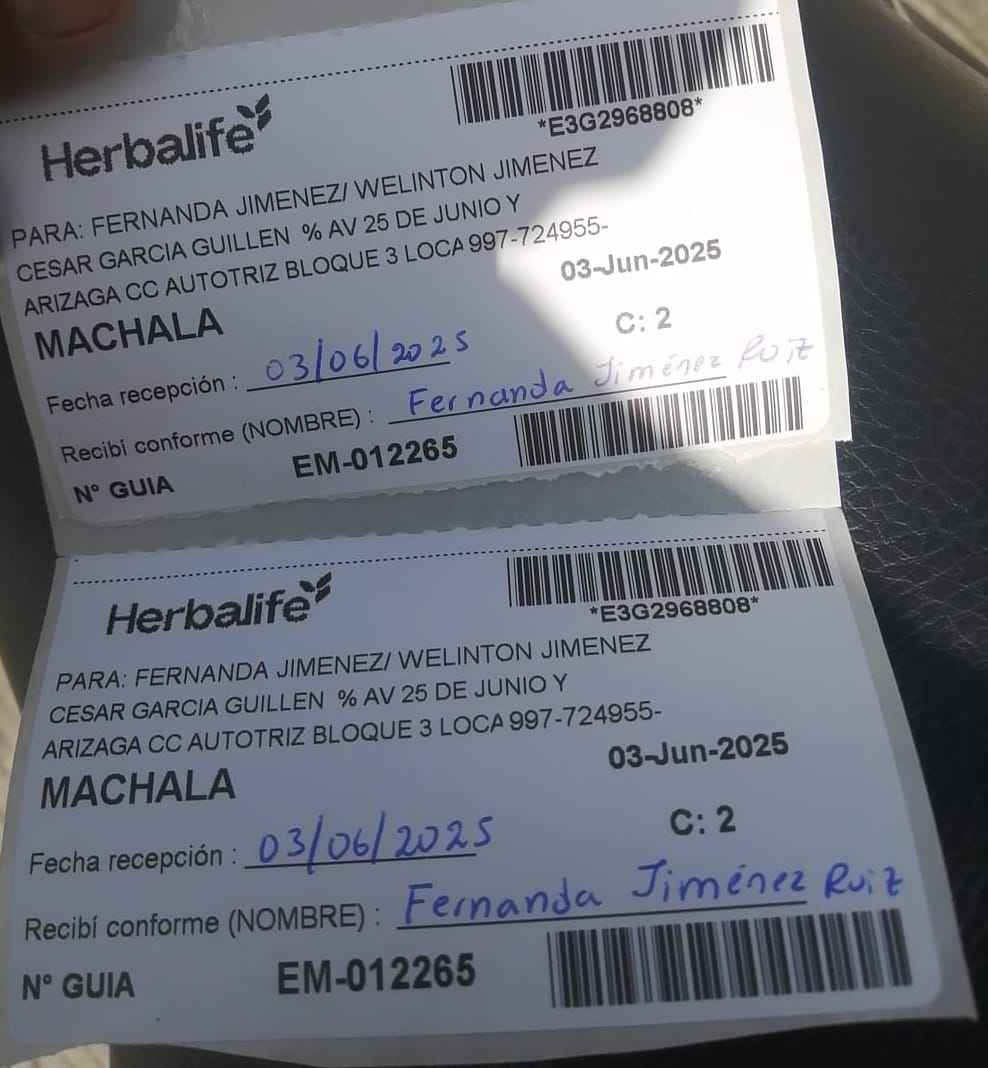 Herbalife
*E3G2968808*
PARA: FERNANDA JIMENEZ/ WELINTON JIMENEZ
CESAR GARCIA GUILLEN % AV 25 DE JUNIO Y
ARIZAGA CC AUTOTRIZ BLOQUE 3 LOCA 997-724955-
03-Jun-2025
MACHALA
C: 2
Fecha recepción : 03/06/2025
Recibí conforme (NOMBRE) : Fernanda Jiménez Ruiz
Nº GUIA EM-012265
Herbalife
*E3G2968808*
PARA: FERNANDA JIMENEZ/ WELINTON JIMENEZ
CESAR GARCIA GUILLEN % AV 25 DE JUNIO Y
ARIZAGA CC AUTOTRIZ BLOQUE 3 LOCA 997-724955-
03-Jun-2025
MACHALA
C: 2
Fecha recepción : 03/06/2025
Recibí conforme (NOMBRE) : Fernanda Jiménez Ruiz
Nº GUIA EM-012265